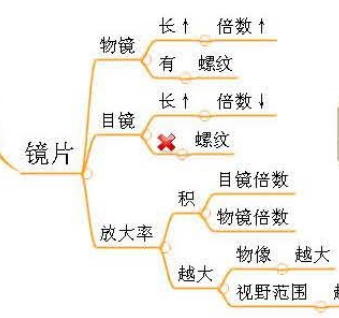 长↑ 倍数↑
物镜
有 螺纹
长↑ 倍数↓
目镜
螺纹
镜片
目镜倍数
积
物镜倍数
放大率
物像 越大
越大
视野范围